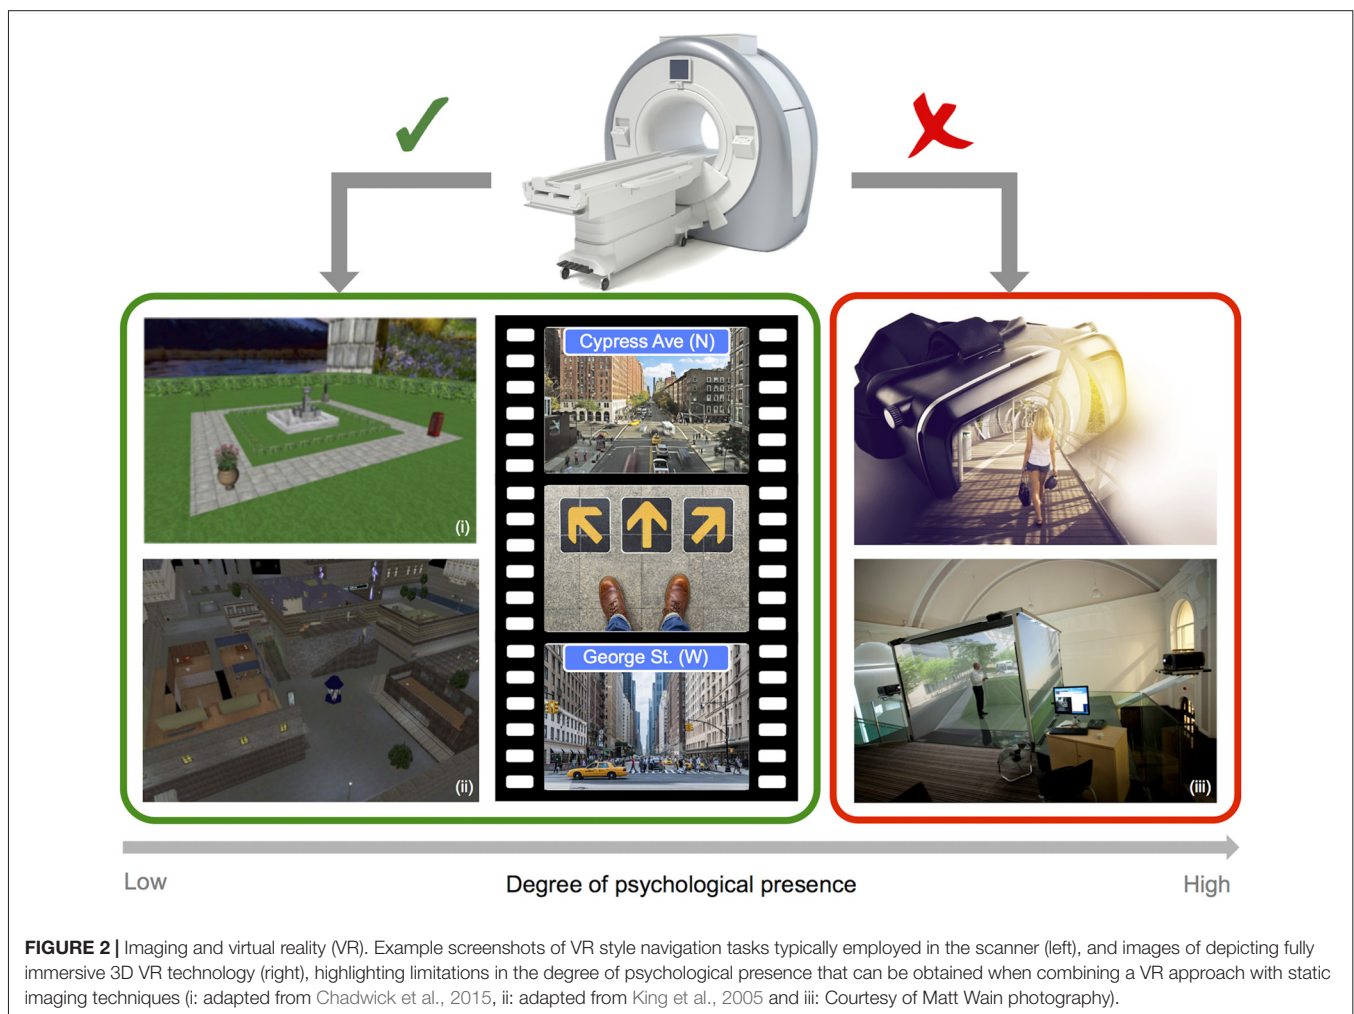 Cypress Ave (N)
(i)
George St. (W)
(ii)
(iii)
Low
Degree of psychological presence
High
FIGURE 2 | Imaging and virtual reality (VR). Example screenshots of VR style navigation tasks typically employed in the scanner (left), and images of depicting fully
immersive 3D VR technology (right), highlighting limitations in the degree of psychological presence that can be obtained when combining a VR approach with static
imaging techniques (i: adapted from Chadwick et al., 2015, ii: adapted from King et al., 2005 and iii: Courtesy of Matt Wain photography).